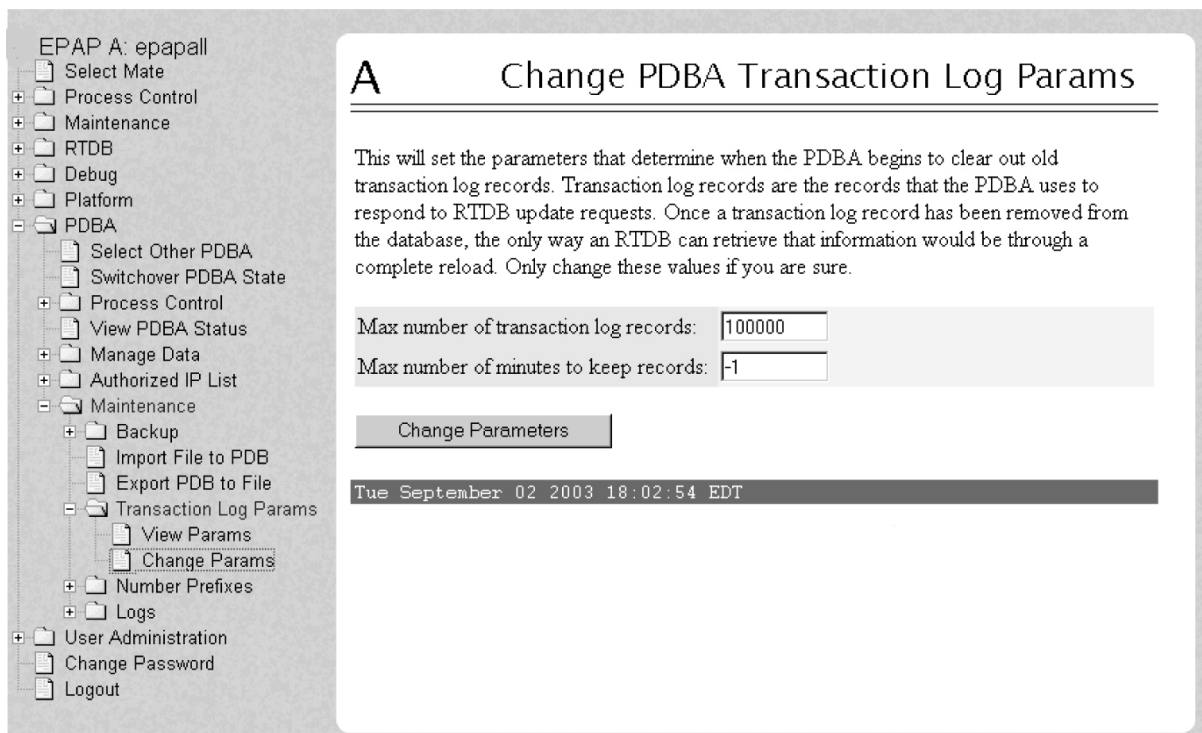 EPAP A: epapall
Select Mate
Process Control
Maintenance
RTDB
Debug
Platform
PDBA
Select Other PDBA
Switchover PDBA State
Process Control
View PDBA Status
Manage Data
Authorized IP List
Maintenance
Backup
Import File to PDB
Export PDB to File
Transaction Log Params
View Params
Change Params
Number Prefixes
Logs
User Administration
Change Password
Logout
A Change PDBA Transaction Log Params
This will set the parameters that determine when the PDBA begins to clear out old
transaction log records. Transaction log records are the records that the PDBA uses to
respond to RTDB update requests. Once a transaction log record has been removed from
the database, the only way an RTDB can retrieve that information would be through a
complete reload. Only change these values if you are sure.
Max number of transaction log records: 100000
Max number of minutes to keep records: -1
Change Parameters
Tue September 02 2003 18:02:54 EDT